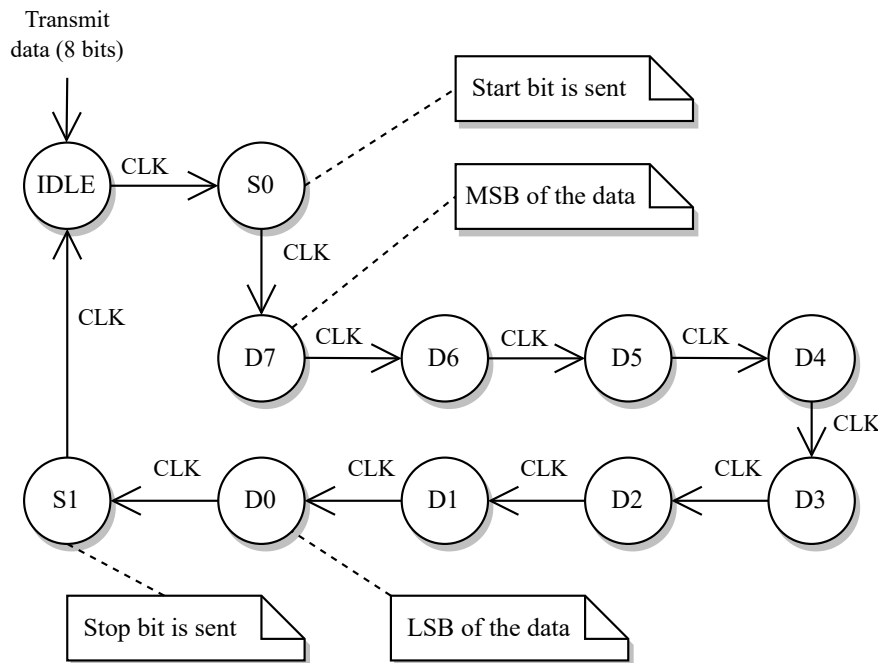 Transmit
data (8 bits)
Start bit is sent
IDLE
CLK
S0
MSB of the data
CLK
CLK
D7
CLK
D6
CLK
D5
CLK
D4
CLK
S1
CLK
D0
CLK
D1
CLK
D2
CLK
D3
Stop bit is sent
LSB of the data